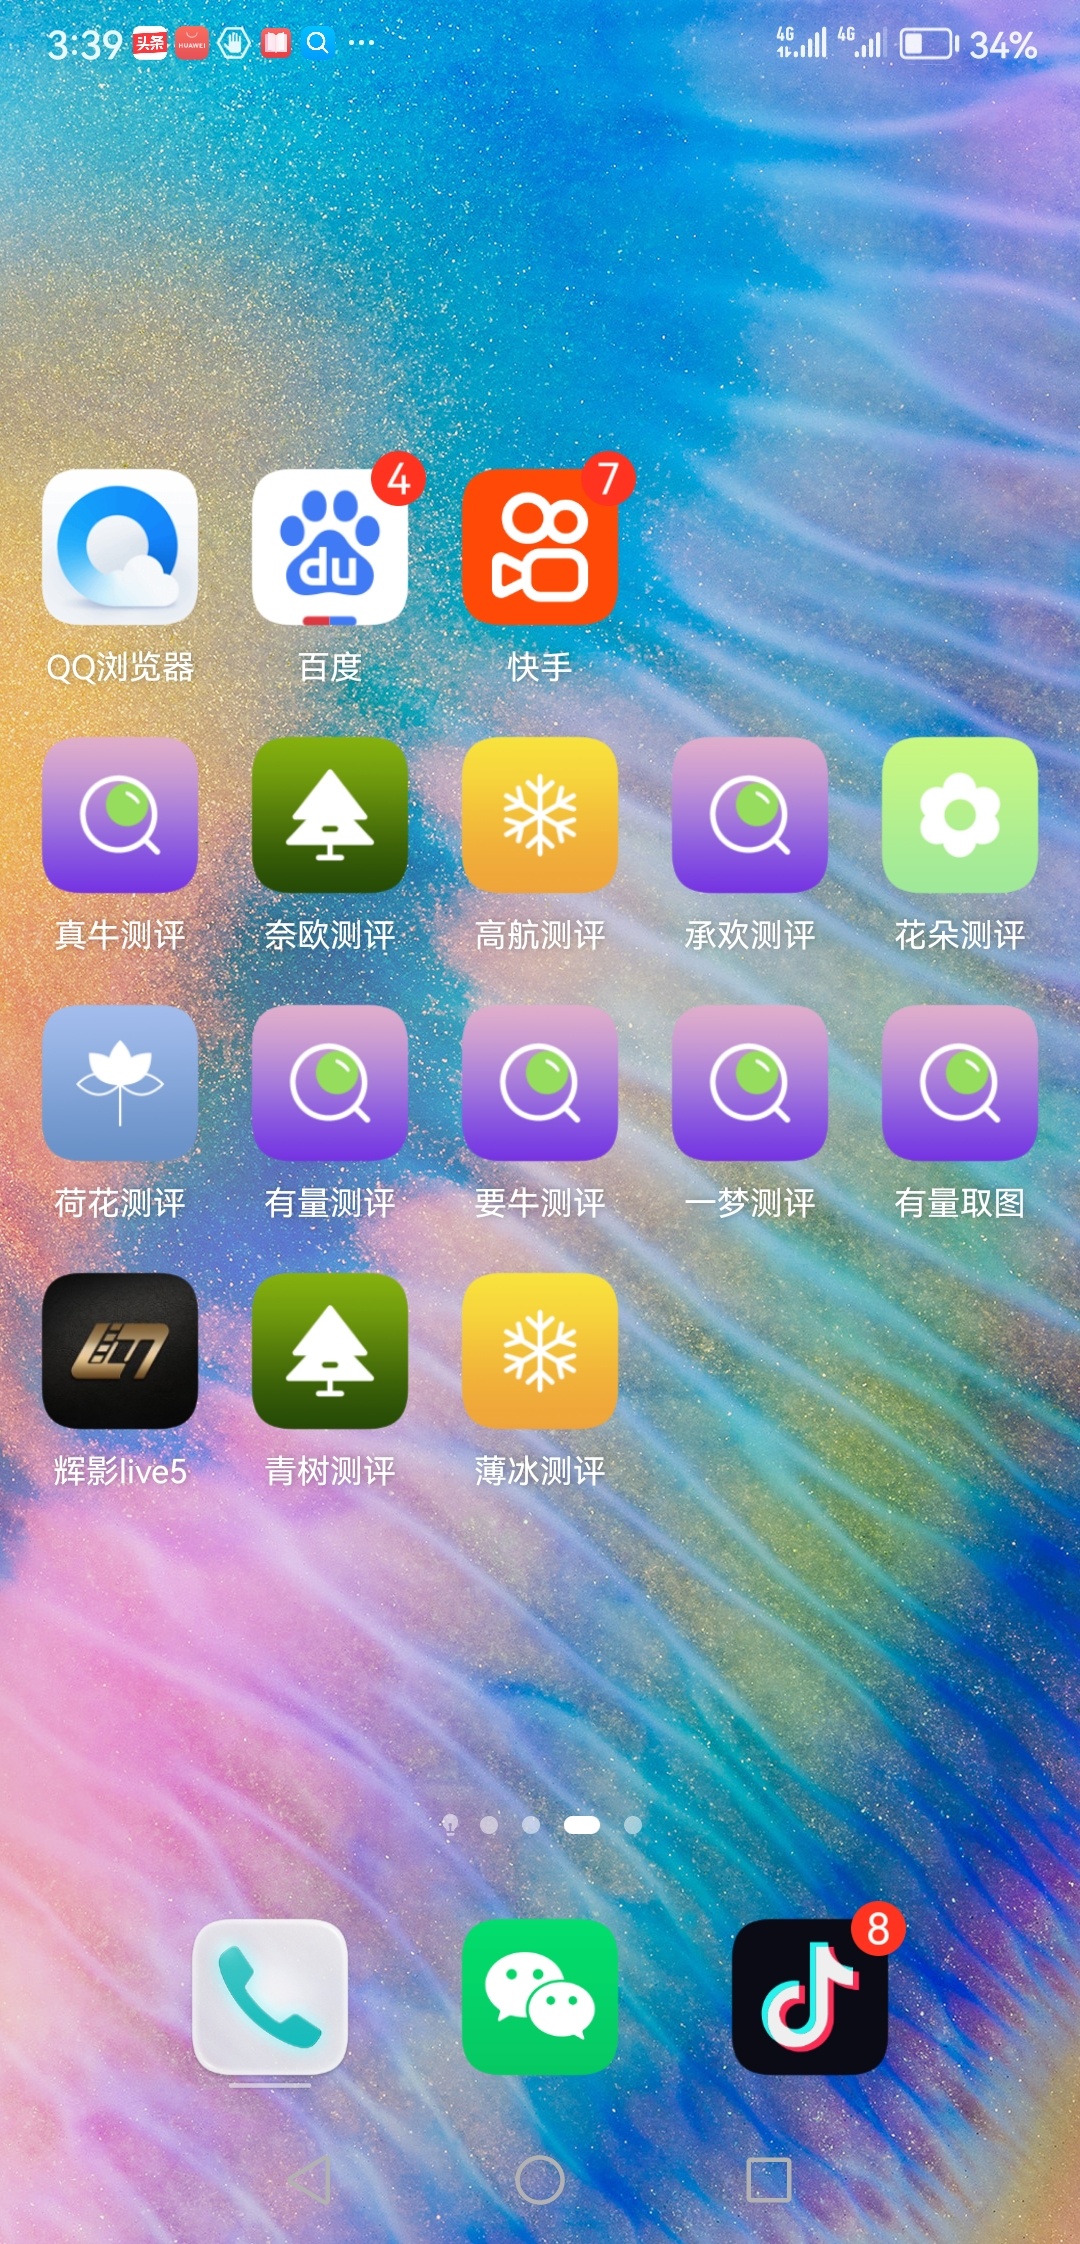 3:39 头条 HUAWEI 4G 4G 34%
4 7
du
QQ浏览器 百度 快手
真牛测评 奈欧测评 高航测评 承欢测评 花朵测评
荷花测评 有量测评 要牛测评 一梦测评 有量取图
辉影live5 青树测评 薄冰测评
8